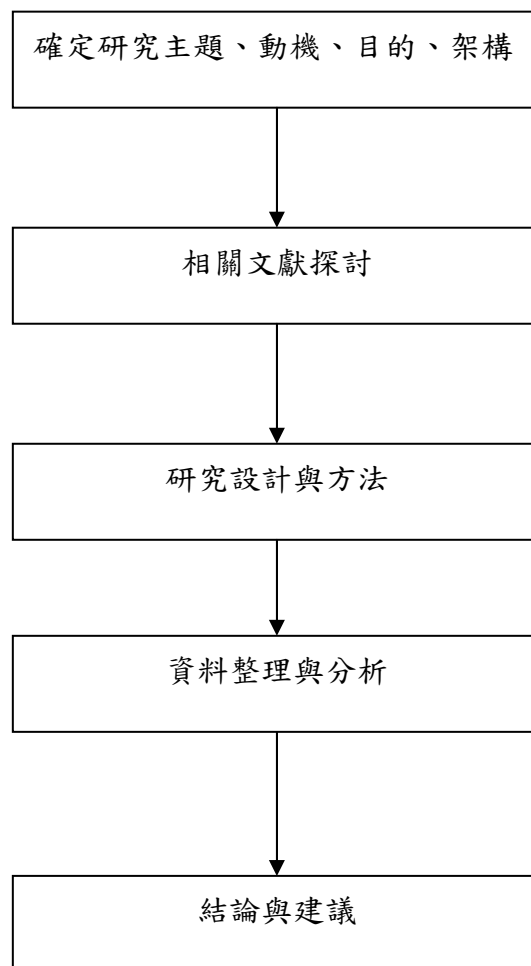 確定研究主題、動機、目的、架構
相關文獻探討
研究設計與方法
資料整理與分析
結論與建議